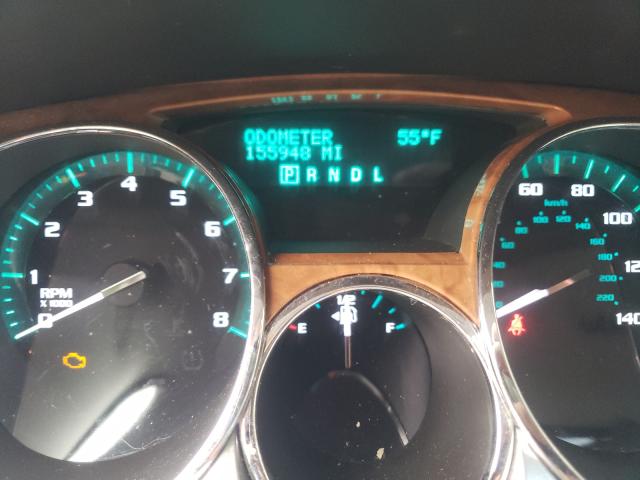 ODOMETER 55°F
155948 MI
P R N D L
0 1 2 3 4 5 6 7 8
RPM
X 1000
E 1/2 F
60 80 100 140
km/h
80 100 120 140 160 180 200 220